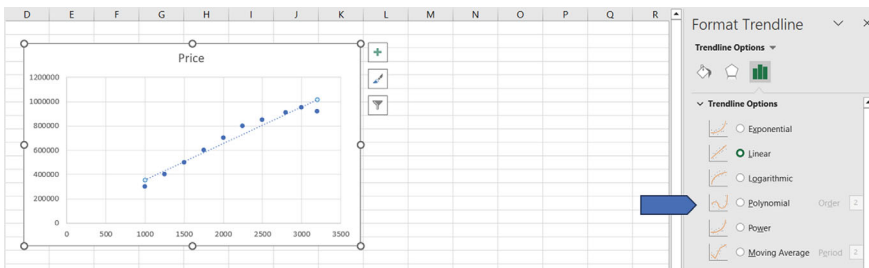 D E F G H I J K L M N O P Q R
Format Trendline
Price
Trendline Options
1200000
1000000
800000
600000
400000
200000
0
0 500 1000 1500 2000 2500 3000 3500
Trendline Options
Exponential
Linear
Logarithmic
Polynomial Order 2
Power
Moving Average Period 2